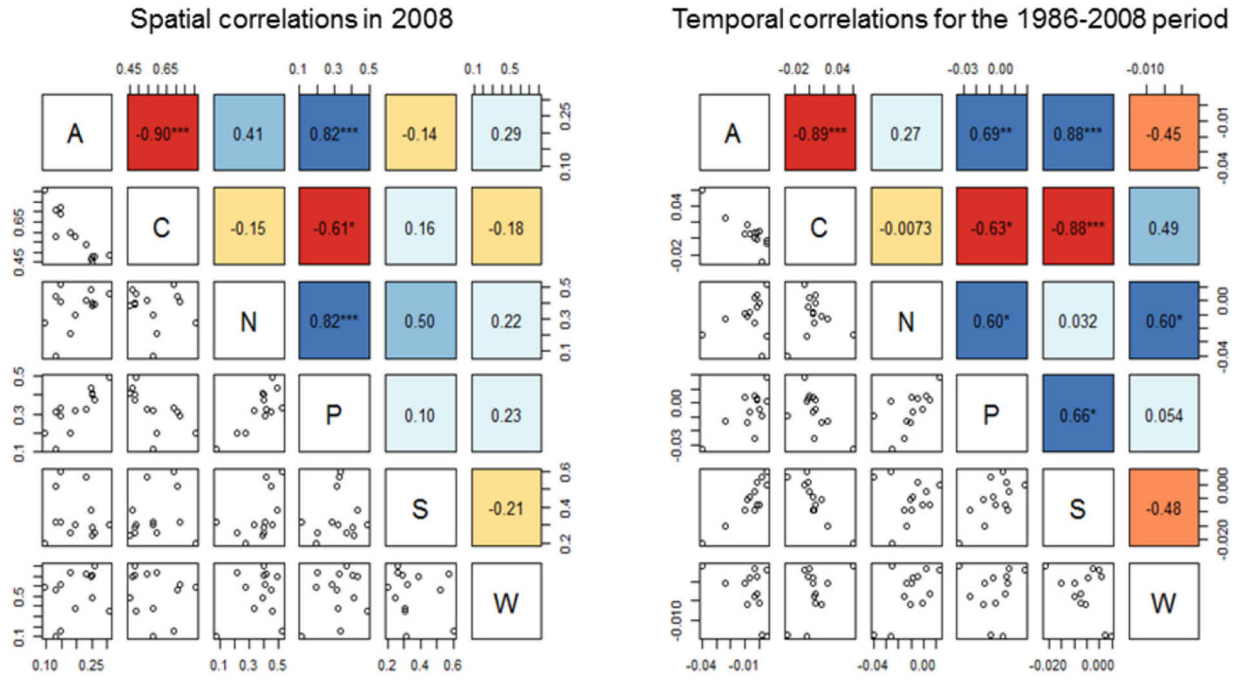 Spatial correlations in 2008 Temporal correlations for the 1986-2008 period
0.45 0.65 0.1 0.3 0.5 0.1 0.5 -0.02 0.04 -0.03 0.00 -0.010
A -0.90*** 0.41 0.82*** -0.14 0.29 0.10 0.25 A -0.89*** 0.27 0.69** 0.88*** -0.45 -0.04 -0.01
0.45 0.65 C -0.15 -0.61* 0.16 -0.18 -0.02 0.04 C -0.0073 -0.63* -0.88*** 0.49
N 0.82*** 0.50 0.22 0.1 0.3 0.5 N 0.60* 0.032 0.60* -0.04 0.00
0.1 0.3 0.5 P 0.10 0.23 -0.03 0.00 P 0.66* 0.054
S -0.21 0.2 0.4 0.6 S -0.48 -0.020 0.000
0.1 0.5 W -0.010 W
0.10 0.25 0.1 0.3 0.5 0.2 0.4 0.6 -0.04 -0.01 -0.04 0.00 -0.020 0.000